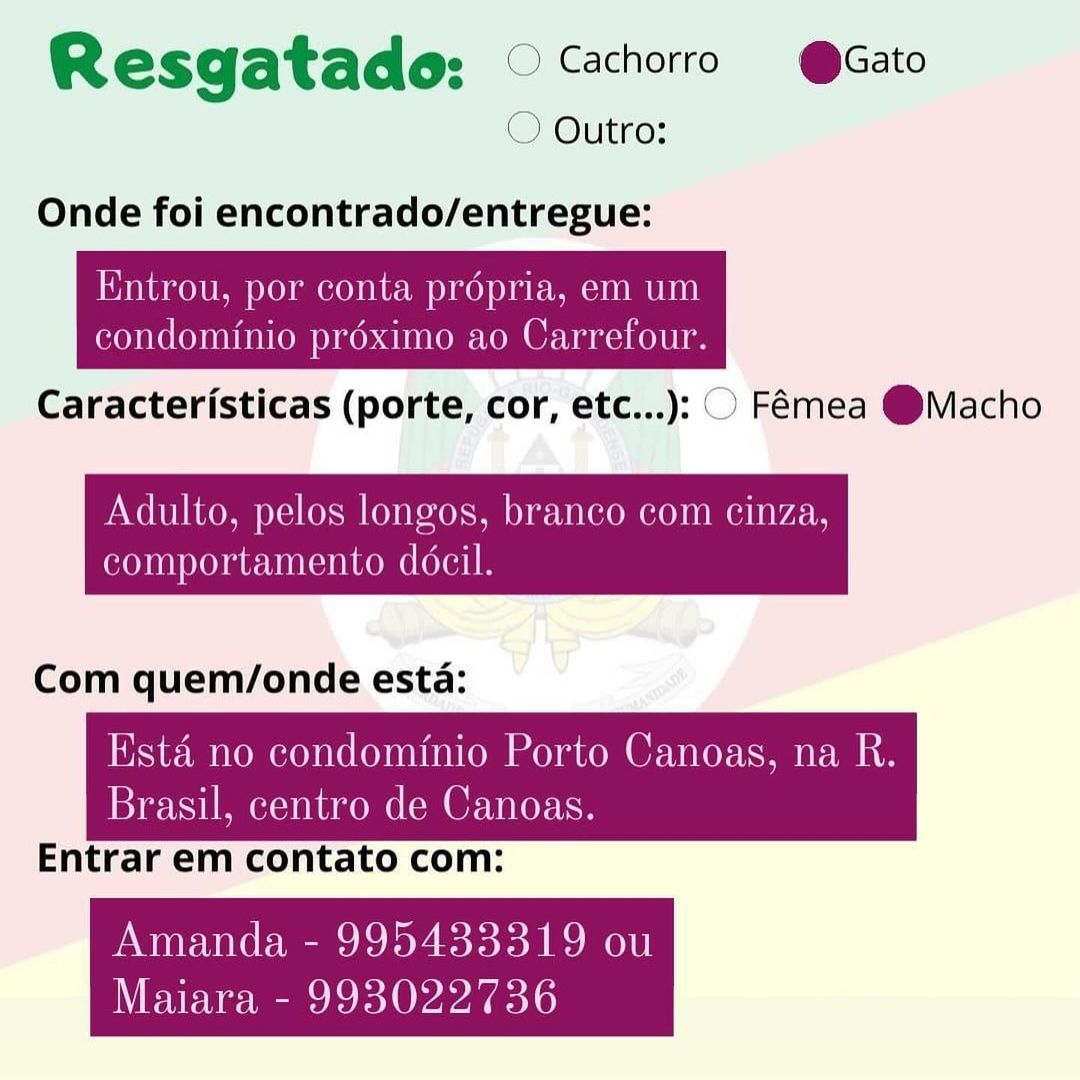 Resgatado: Cachorro Gato
Outro:
Onde foi encontrado/entregue:
Entrou, por conta própria, em um
condomínio próximo ao Carrefour.
Características (porte, cor, etc...): Fêmea Macho
Adulto, pelos longos, branco com cinza,
comportamento dócil.
Com quem/onde está:
Está no condomínio Porto Canoas, na R.
Brasil, centro de Canoas.
Entrar em contato com:
Amanda - 995433319 ou
Maiara - 993022736